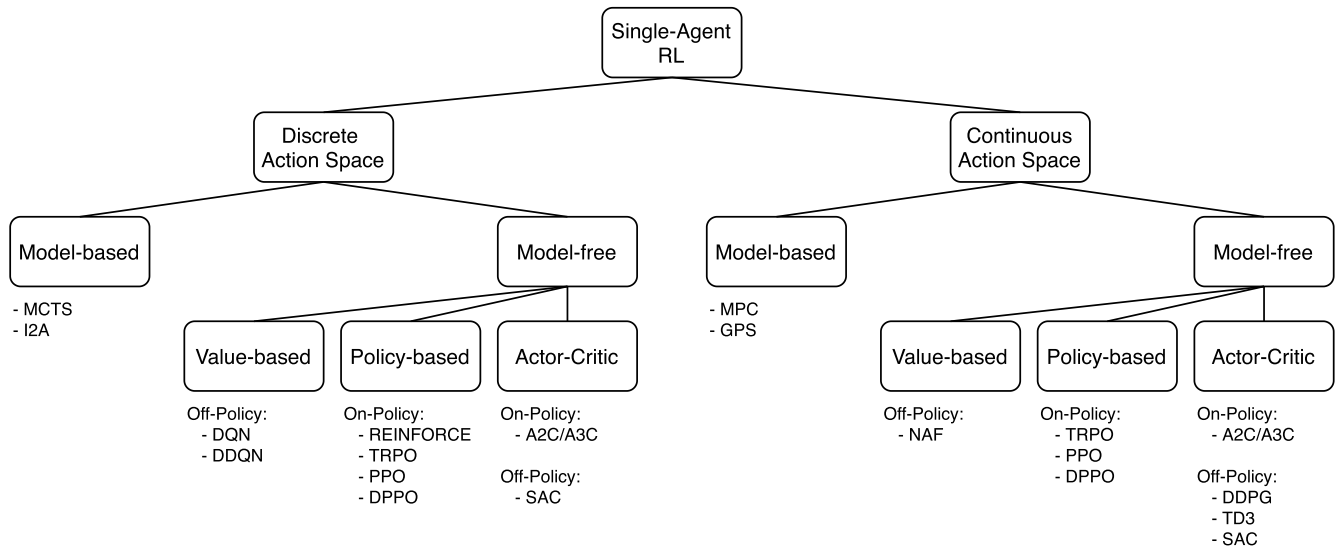 Single-Agent
RL
Discrete
Action Space
Continuous
Action Space
Model-based
Model-free
Model-based
Model-free
- MCTS
- I2A
- MPC
- GPS
Value-based
Policy-based
Actor-Critic
Value-based
Policy-based
Actor-Critic
Off-Policy:
- DQN
- DDQN
On-Policy:
- REINFORCE
- TRPO
- PPO
- DPPO
On-Policy:
- A2C/A3C
Off-Policy:
- SAC
Off-Policy:
- NAF
On-Policy:
- TRPO
- PPO
- DPPO
On-Policy:
- A2C/A3C
Off-Policy:
- DDPG
- TD3
- SAC